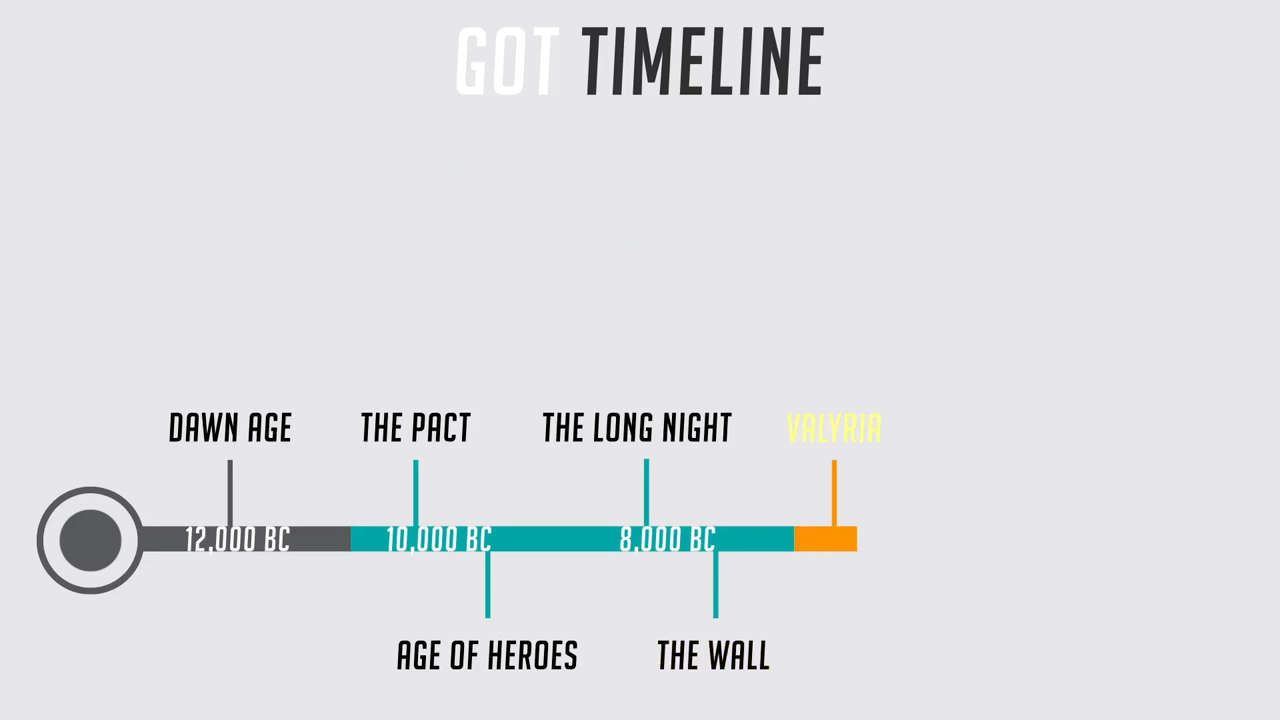 GOT TIMELINE
DAWN AGE
THE PACT
THE LONG NIGHT
VALYRIA
12,000 BC
10,000 BC
8,000 BC
AGE OF HEROES
THE WALL